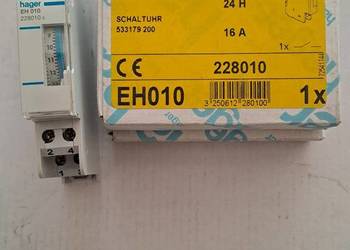 hager
EH 010
228010
24 H
SCHALTUHR
533179 200
16 A
CE
228010
EH010
1x
3 250612 280100
2 4
1